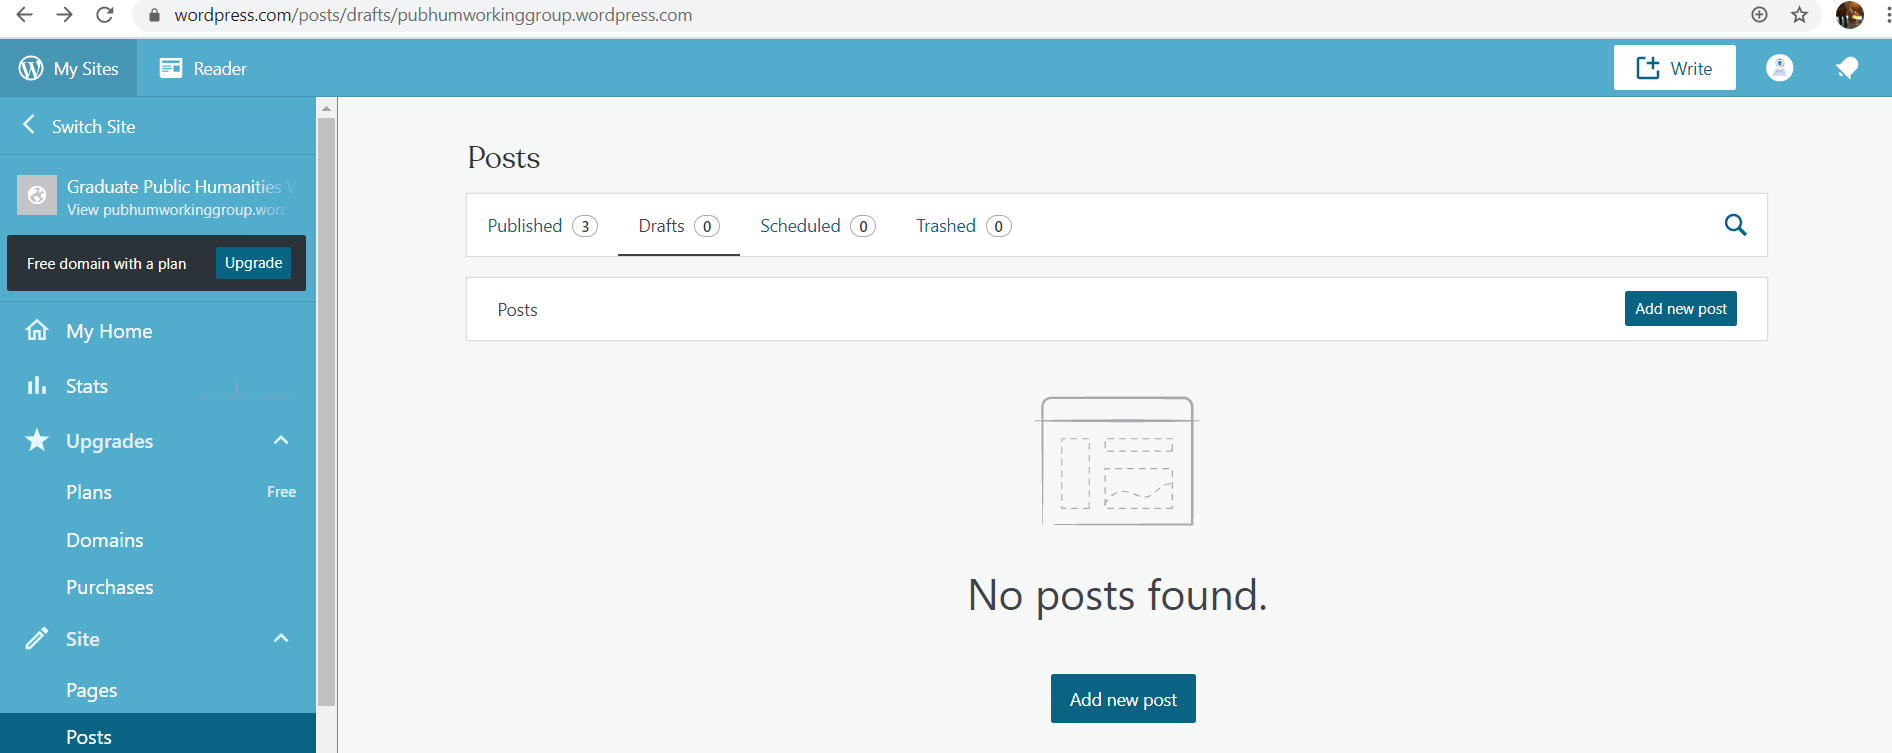 wordpress.com/posts/drafts/pubhumworkinggroup.wordpress.com
My Sites Reader Write
Switch Site
Graduate Public Humanities
View pubhumworkinggroup.wor
Free domain with a plan Upgrade
My Home
Stats
Upgrades
Plans Free
Domains
Purchases
Site
Pages
Posts
Posts
Published 3 Drafts 0 Scheduled 0 Trashed 0
Posts Add new post
No posts found.
Add new post